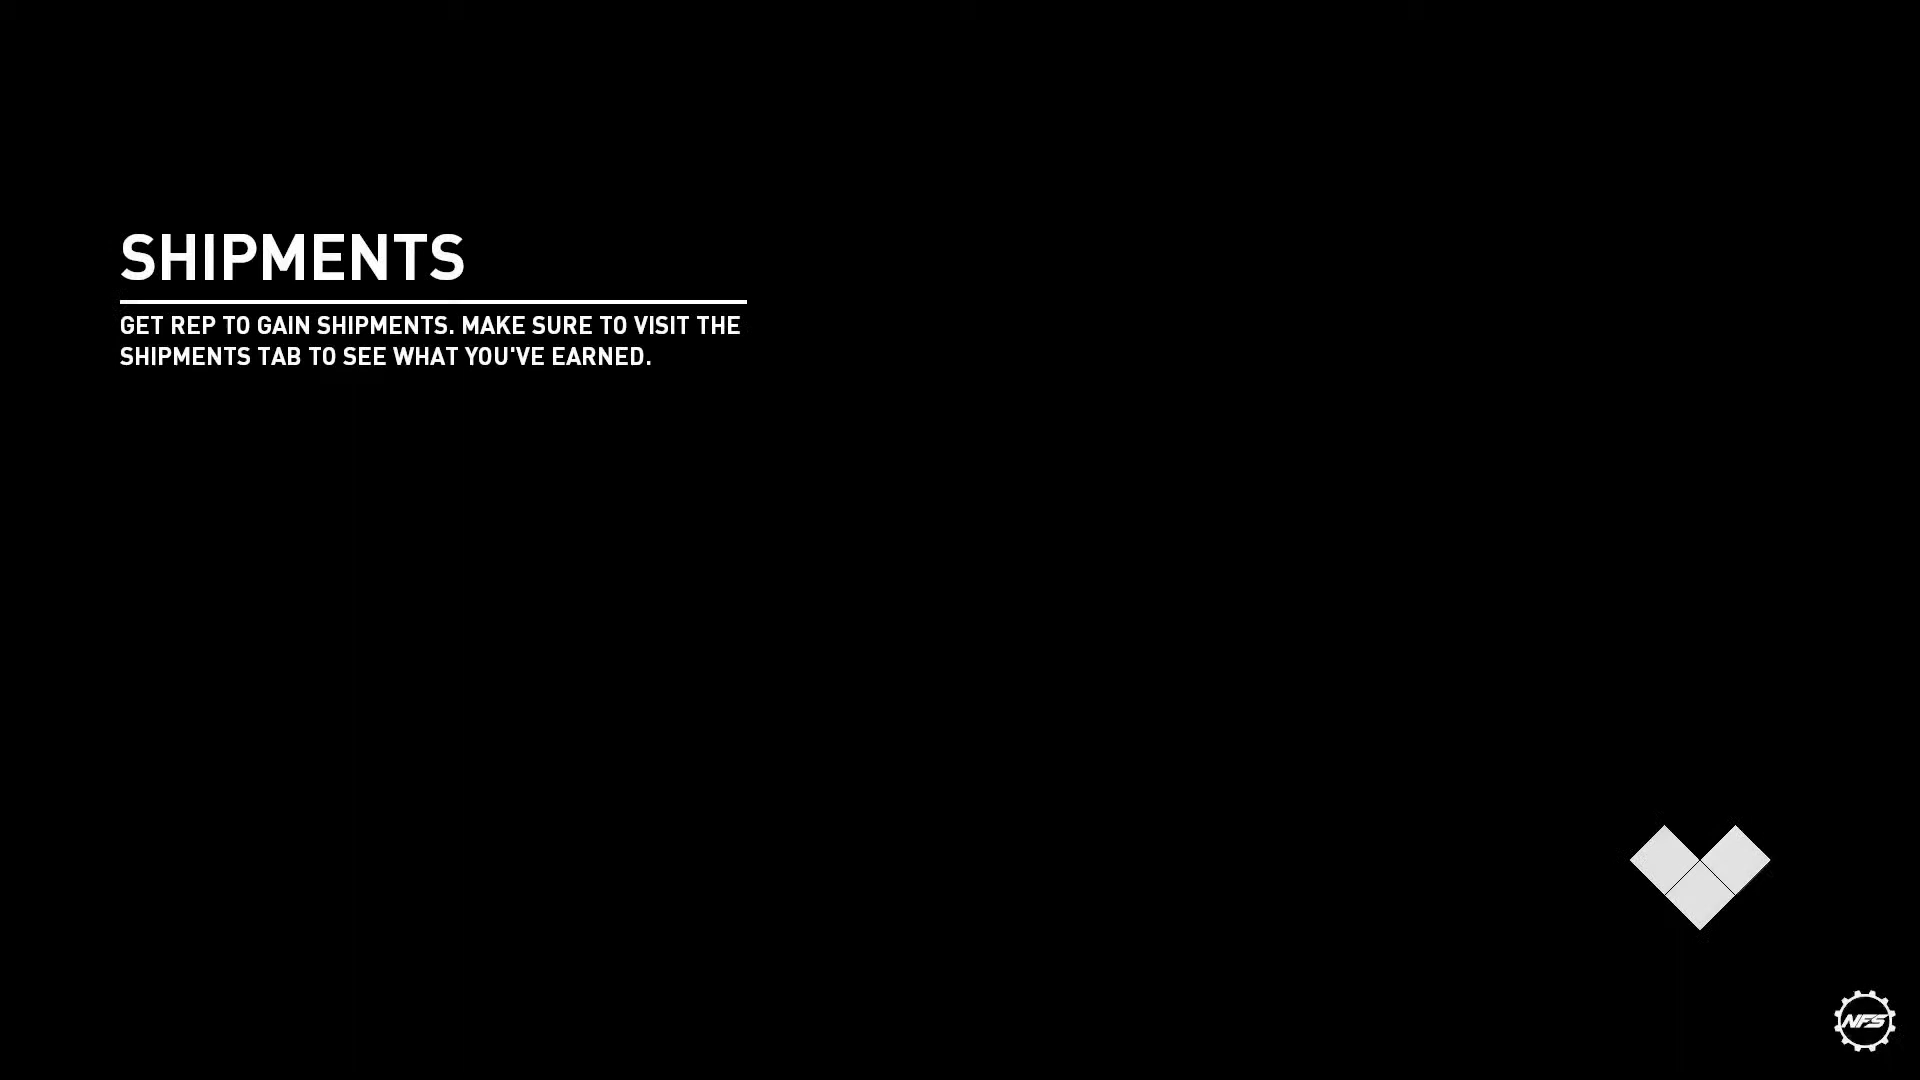 SHIPMENTS
GET REP TO GAIN SHIPMENTS. MAKE SURE TO VISIT THE
SHIPMENTS TAB TO SEE WHAT YOU'VE EARNED.
NFS